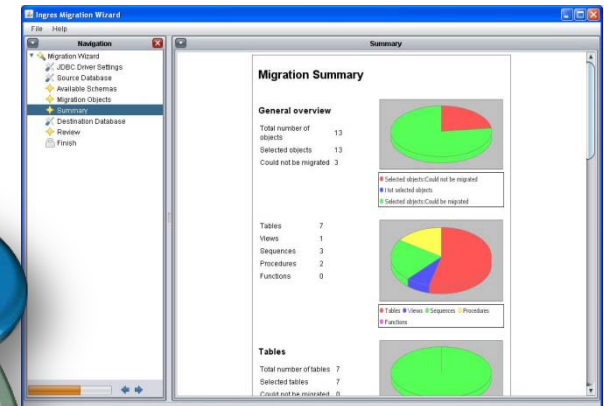 Ingres Migration Wizard
File Help
Navigation
Migration Wizard
JDBC Driver Settings
Source Database
Available Schemas
Migration Objects
Summary
Destination Database
Review
Finish
Summary
Migration Summary
General overview
Total number of
objects 13
Selected objects 13
Could not be migrated 3
Selected objects:Could not be migrated
Not selected objects
Selected objects:Could be migrated
Tables 7
Views 1
Sequences 3
Procedures 2
Functions 0
Tables Views Sequences Procedures
Functions
Tables
Total number of tables 7
Selected tables 7
Could not be migrated 0